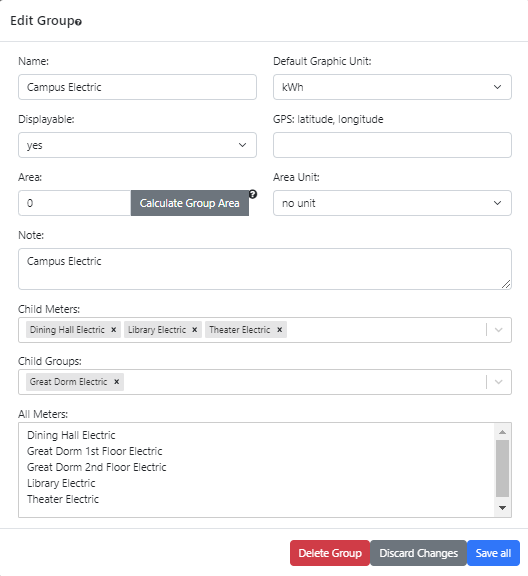 Edit Group
Name:
Default Graphic Unit:
Campus Electric
kWh
Displayable:
GPS: latitude, longitude
yes
Area:
Area Unit:
0
Calculate Group Area
?
no unit
Note:
Campus Electric
Child Meters:
Dining Hall Electric × Library Electric × Theater Electric ×
Child Groups:
Great Dorm Electric ×
All Meters:
Dining Hall Electric
Great Dorm 1st Floor Electric
Great Dorm 2nd Floor Electric
Library Electric
Theater Electric
Delete Group Discard Changes Save all